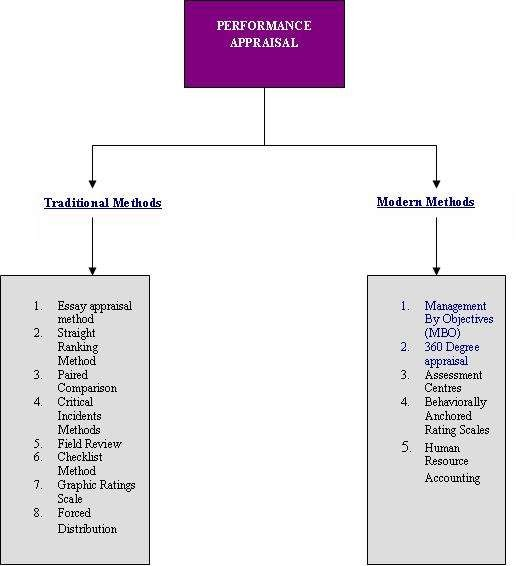 PERFORMANCE
APPRAISAL
Traditional Methods
Modern Methods
1. Essay appraisal
method
2. Straight
Ranking
Method
3. Paired
Comparison
4. Critical
Incidents
Methods
5. Field Review
6. Checklist
Method
7. Graphic Ratings
Scale
8. Forced
Distribution
1. Management
By Objectives
(MBO)
2. 360 Degree
appraisal
3. Assessment
Centres
4. Behaviorally
Anchored
Rating Scales
5. Human
Resource
Accounting